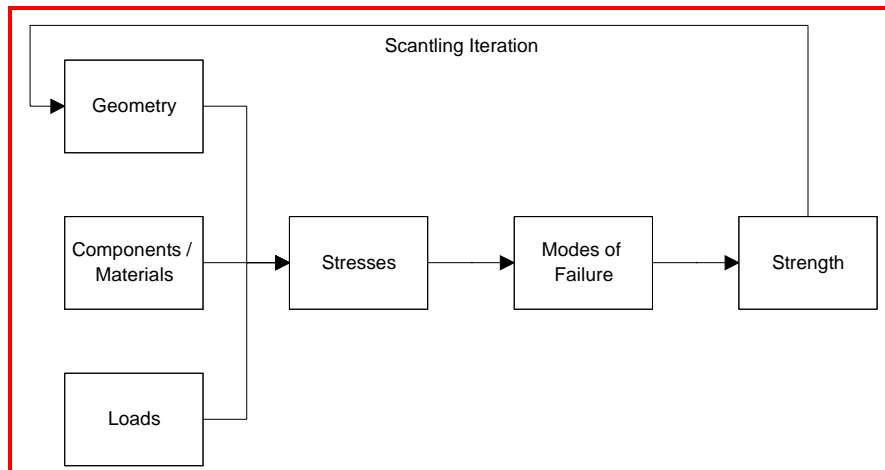 Scantling Iteration
Geometry
Components /
Materials
Stresses
Modes of
Failure
Strength
Loads